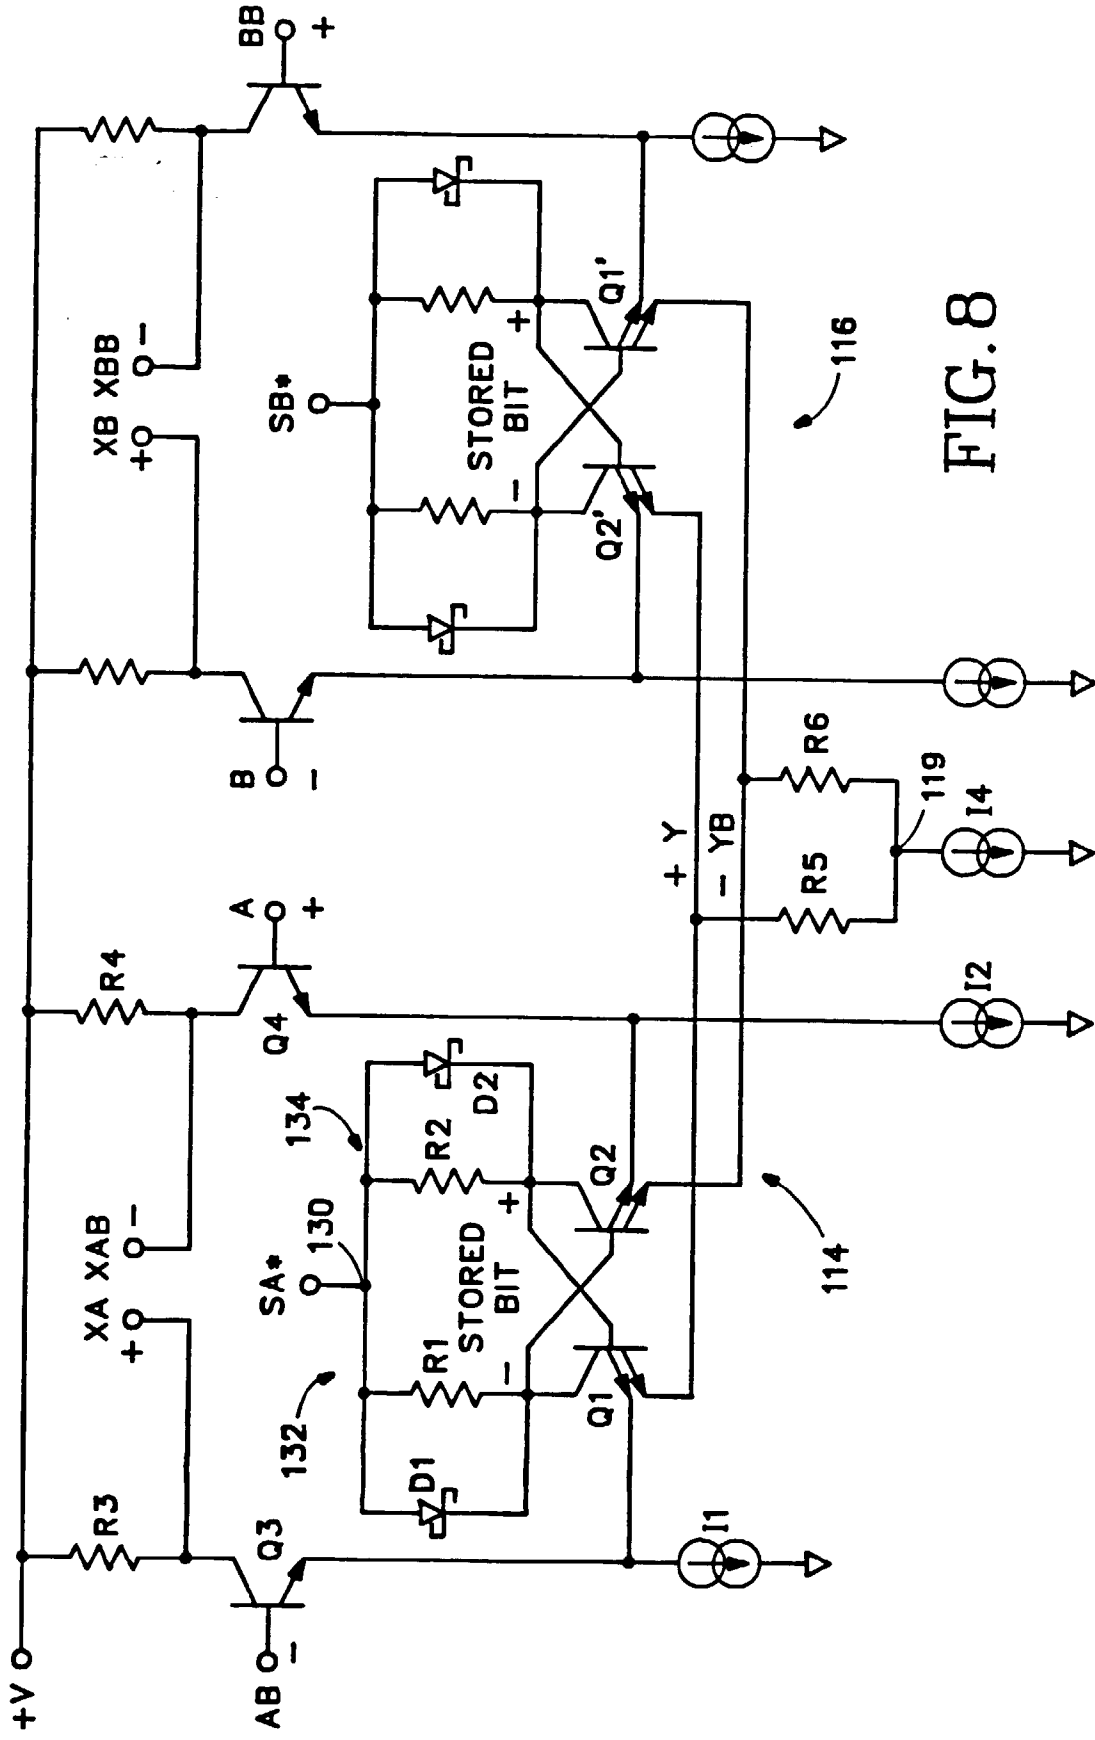 +V
R3
R4
XA XAB
+ -
XB XBB
+ -
AB
-
Q3
Q4
A
+
B
-
BB
+
SA*
130
132
134
SB*
D1
R1
STORED
BIT
- +
R2
D2
STORED
BIT
- +
Q1
Q2
Q2'
Q1'
114
116
+ Y
- YB
R5
R6
119
I1
I2
I4
FIG. 8